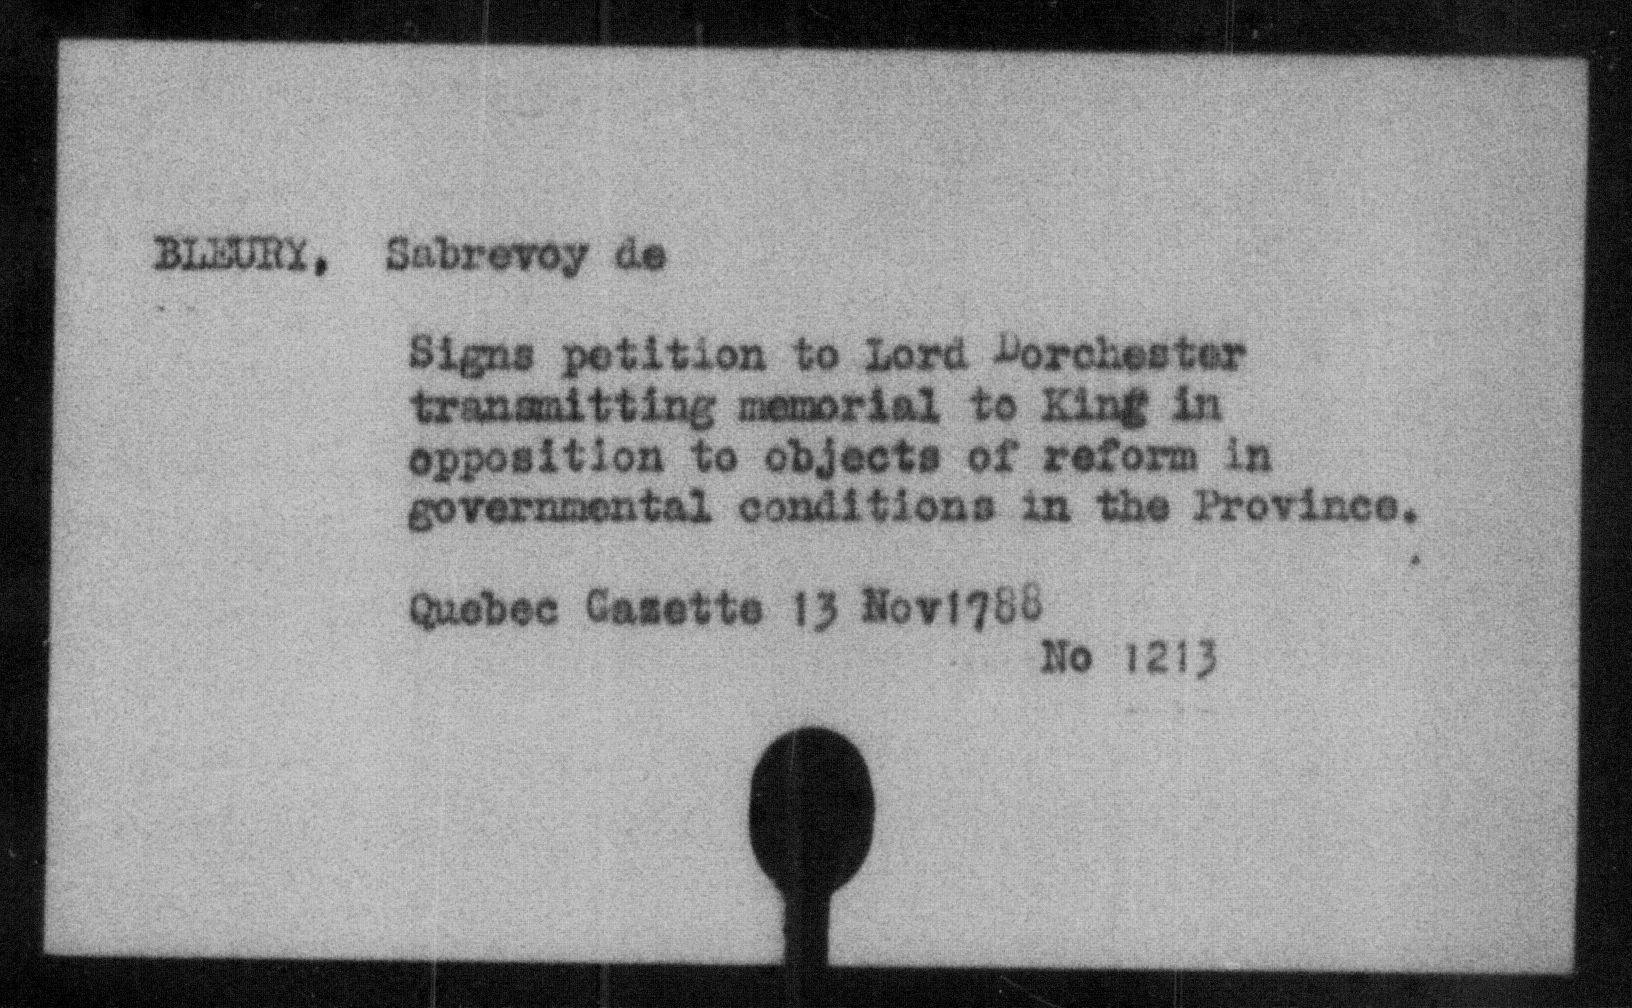 BLEURY, Sabrevoy de
Signs petition to Lord Dorchester
transmitting memorial to King in
opposition to objects of reform in
governmental conditions in the Province.
Quebec Gazette 13 Nov1788
No 1213